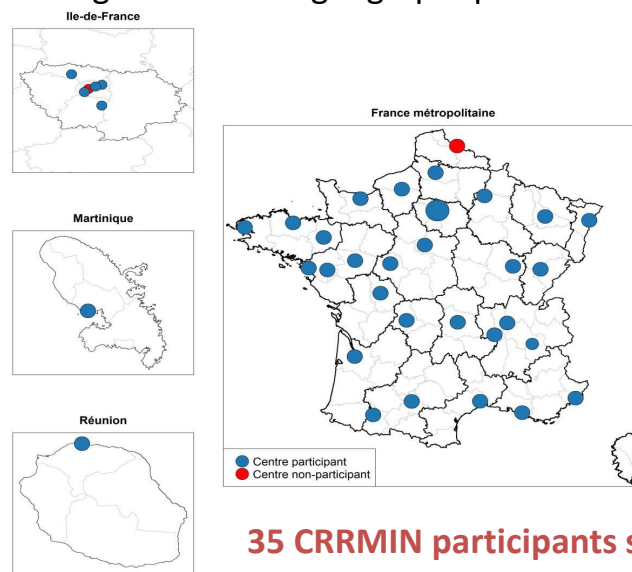 Ile-de-France
France métropolitaine
Martinique
Réunion
Centre participant
Centre non-participant
35 CRRMIN participants s